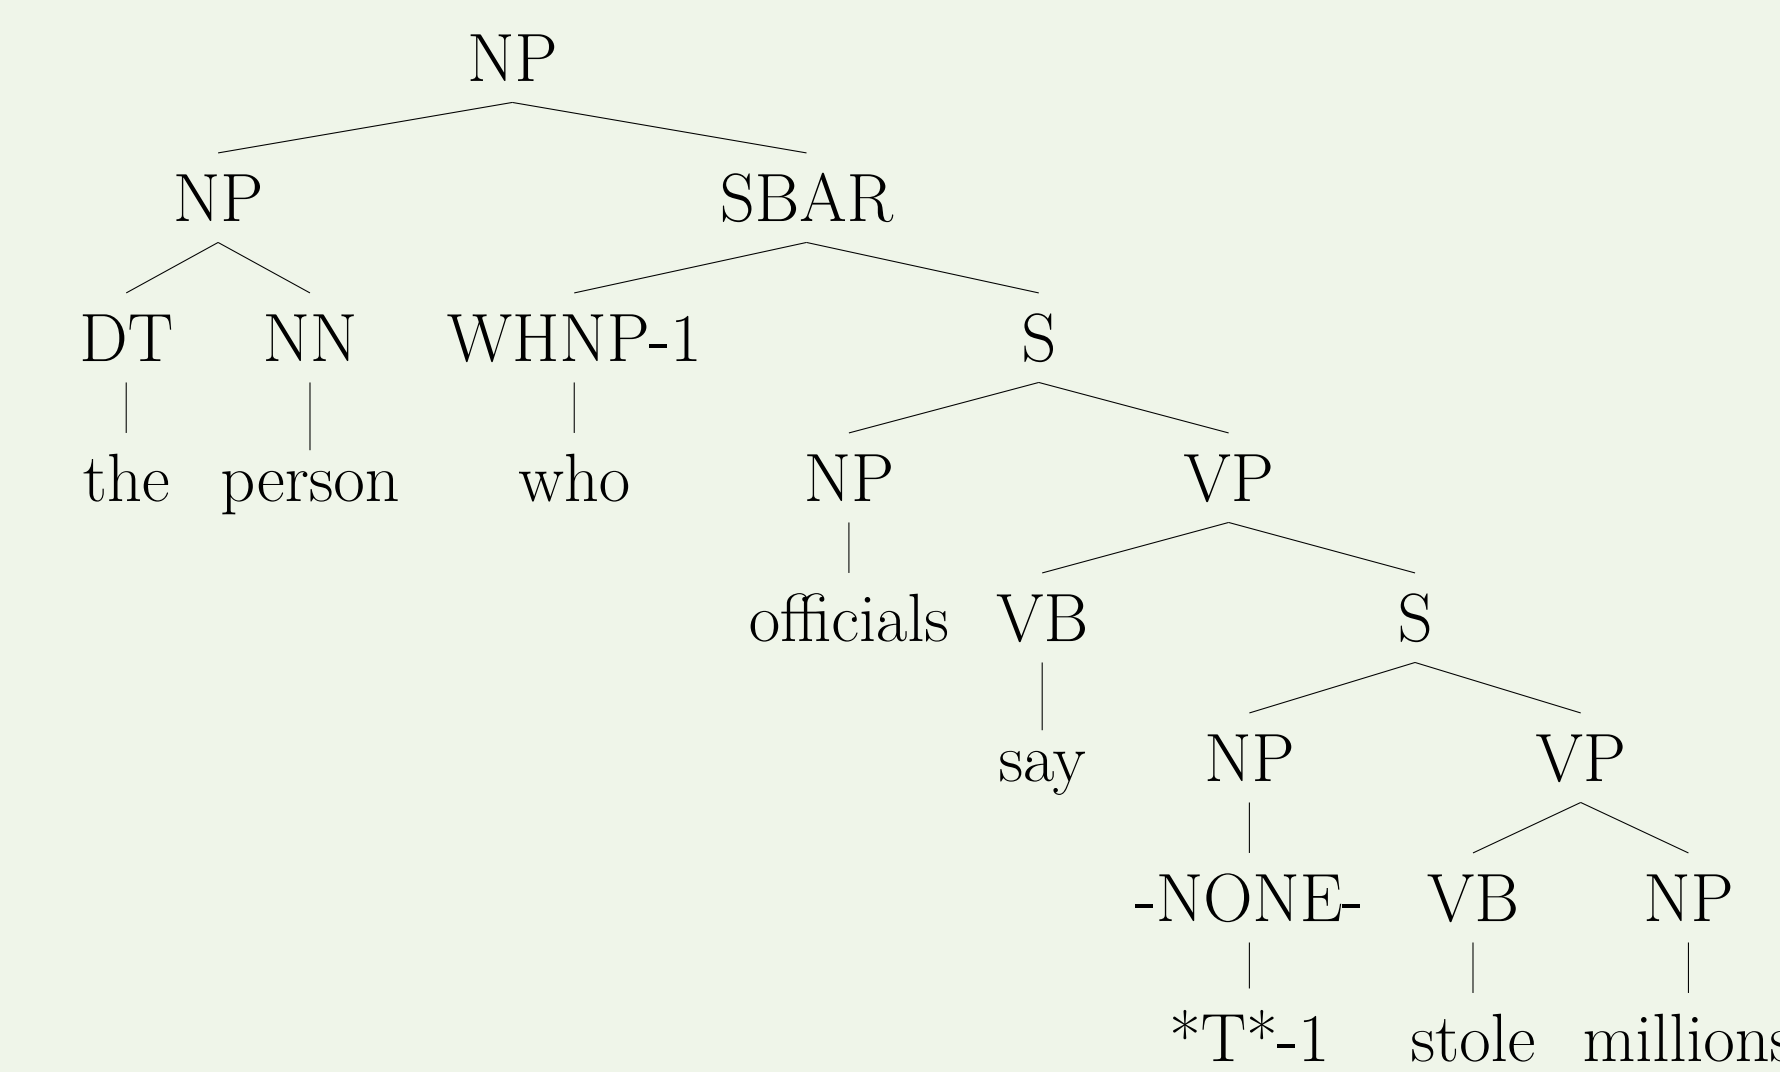 NP
NP SBAR
DT NN WHNP-1 S
the person who NP VP
officials VB S
say NP VP
-NONE- VB NP
*T*-1 stole millions